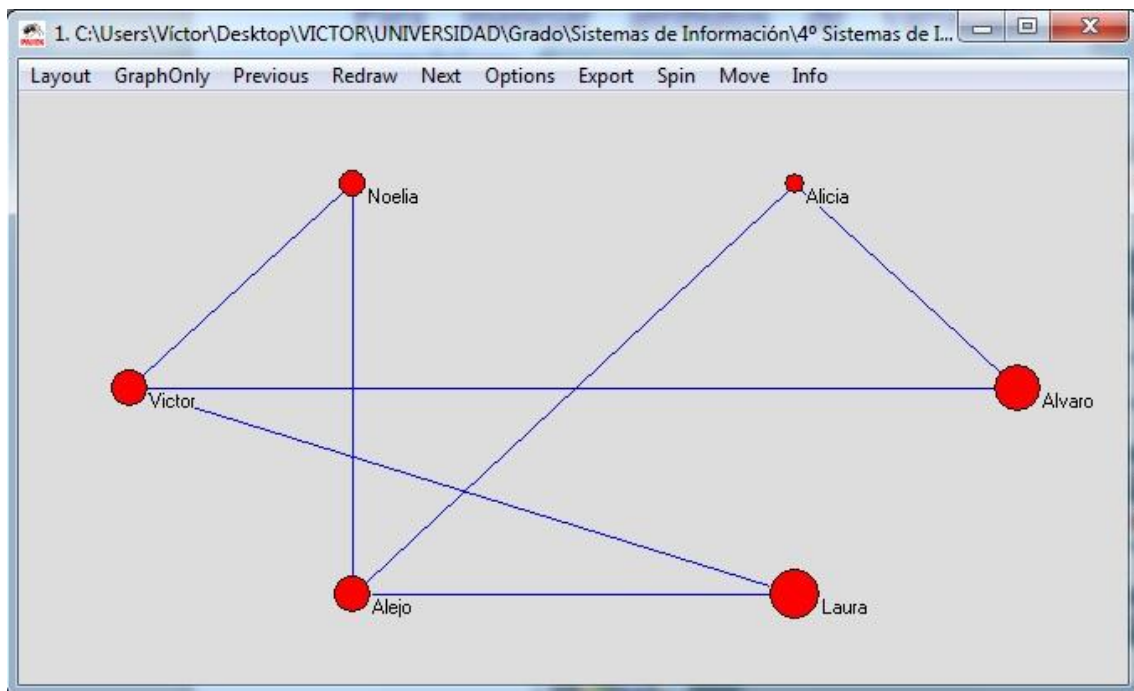 1. C:\Users\Víctor\Desktop\VICTOR\UNIVERSIDAD\Grado\Sistemas de Información\4º Sistemas de I...
Layout GraphOnly Previous Redraw Next Options Export Spin Move Info
Noelia
Alicia
Victor
Alvaro
Alejo
Laura